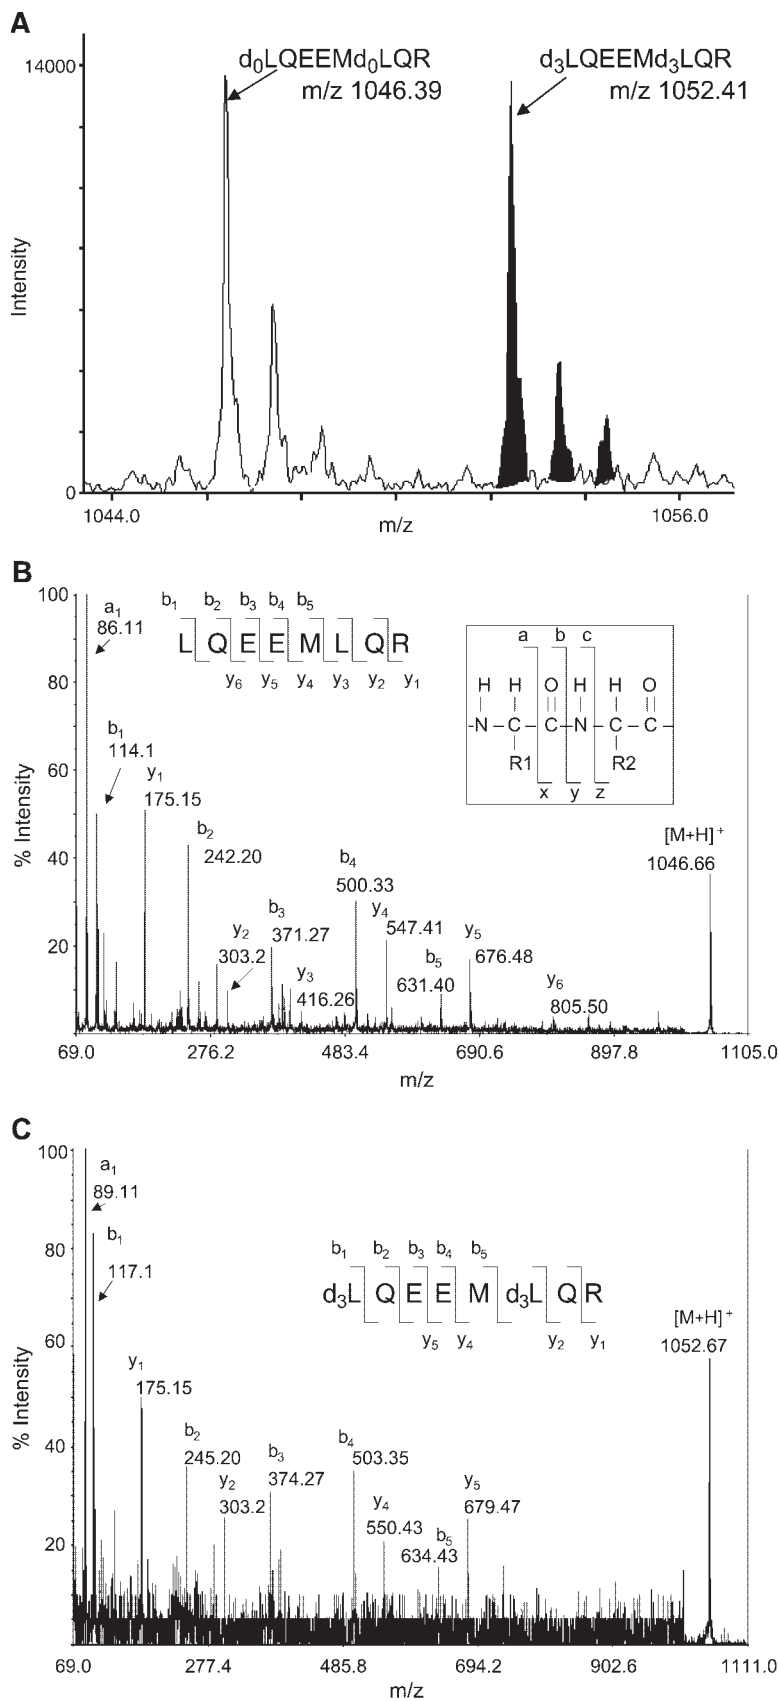 A
14000
d₀LQEEMd₀LQR
m/z 1046.39
d₃LQEEMd₃LQR
m/z 1052.41
Intensity
0
1044.0
1056.0
m/z
B
100
80
60
40
20
% Intensity
a₁
86.11
b₁
114.1
y₁
175.15
b₂
242.20
y₂
303.2
b₃
371.27
y₃
416.26
b₄
500.33
y₄
547.41
b₅
631.40
y₅
676.48
y₆
805.50
[M+H]⁺
1046.66
b₁ b₂ b₃ b₄ b₅
L Q E E M L Q R
y₆ y₅ y₄ y₃ y₂ y₁
a b c
H H O H H O
N C C N C C
R1 R2
x y z
69.0 276.2 483.4 690.6 897.8 1105.0
m/z
C
100
80
60
40
20
% Intensity
a₁
89.11
b₁
117.1
y₁
175.15
b₂
245.20
y₂
303.2
b₃
374.27
b₄
503.35
y₄
550.43
b₅
634.43
y₅
679.47
[M+H]⁺
1052.67
b₁ b₂ b₃ b₄ b₅
d₃L Q E E M d₃L Q R
y₅ y₄ y₂ y₁
69.0 277.4 485.8 694.2 902.6 1111.0
m/z